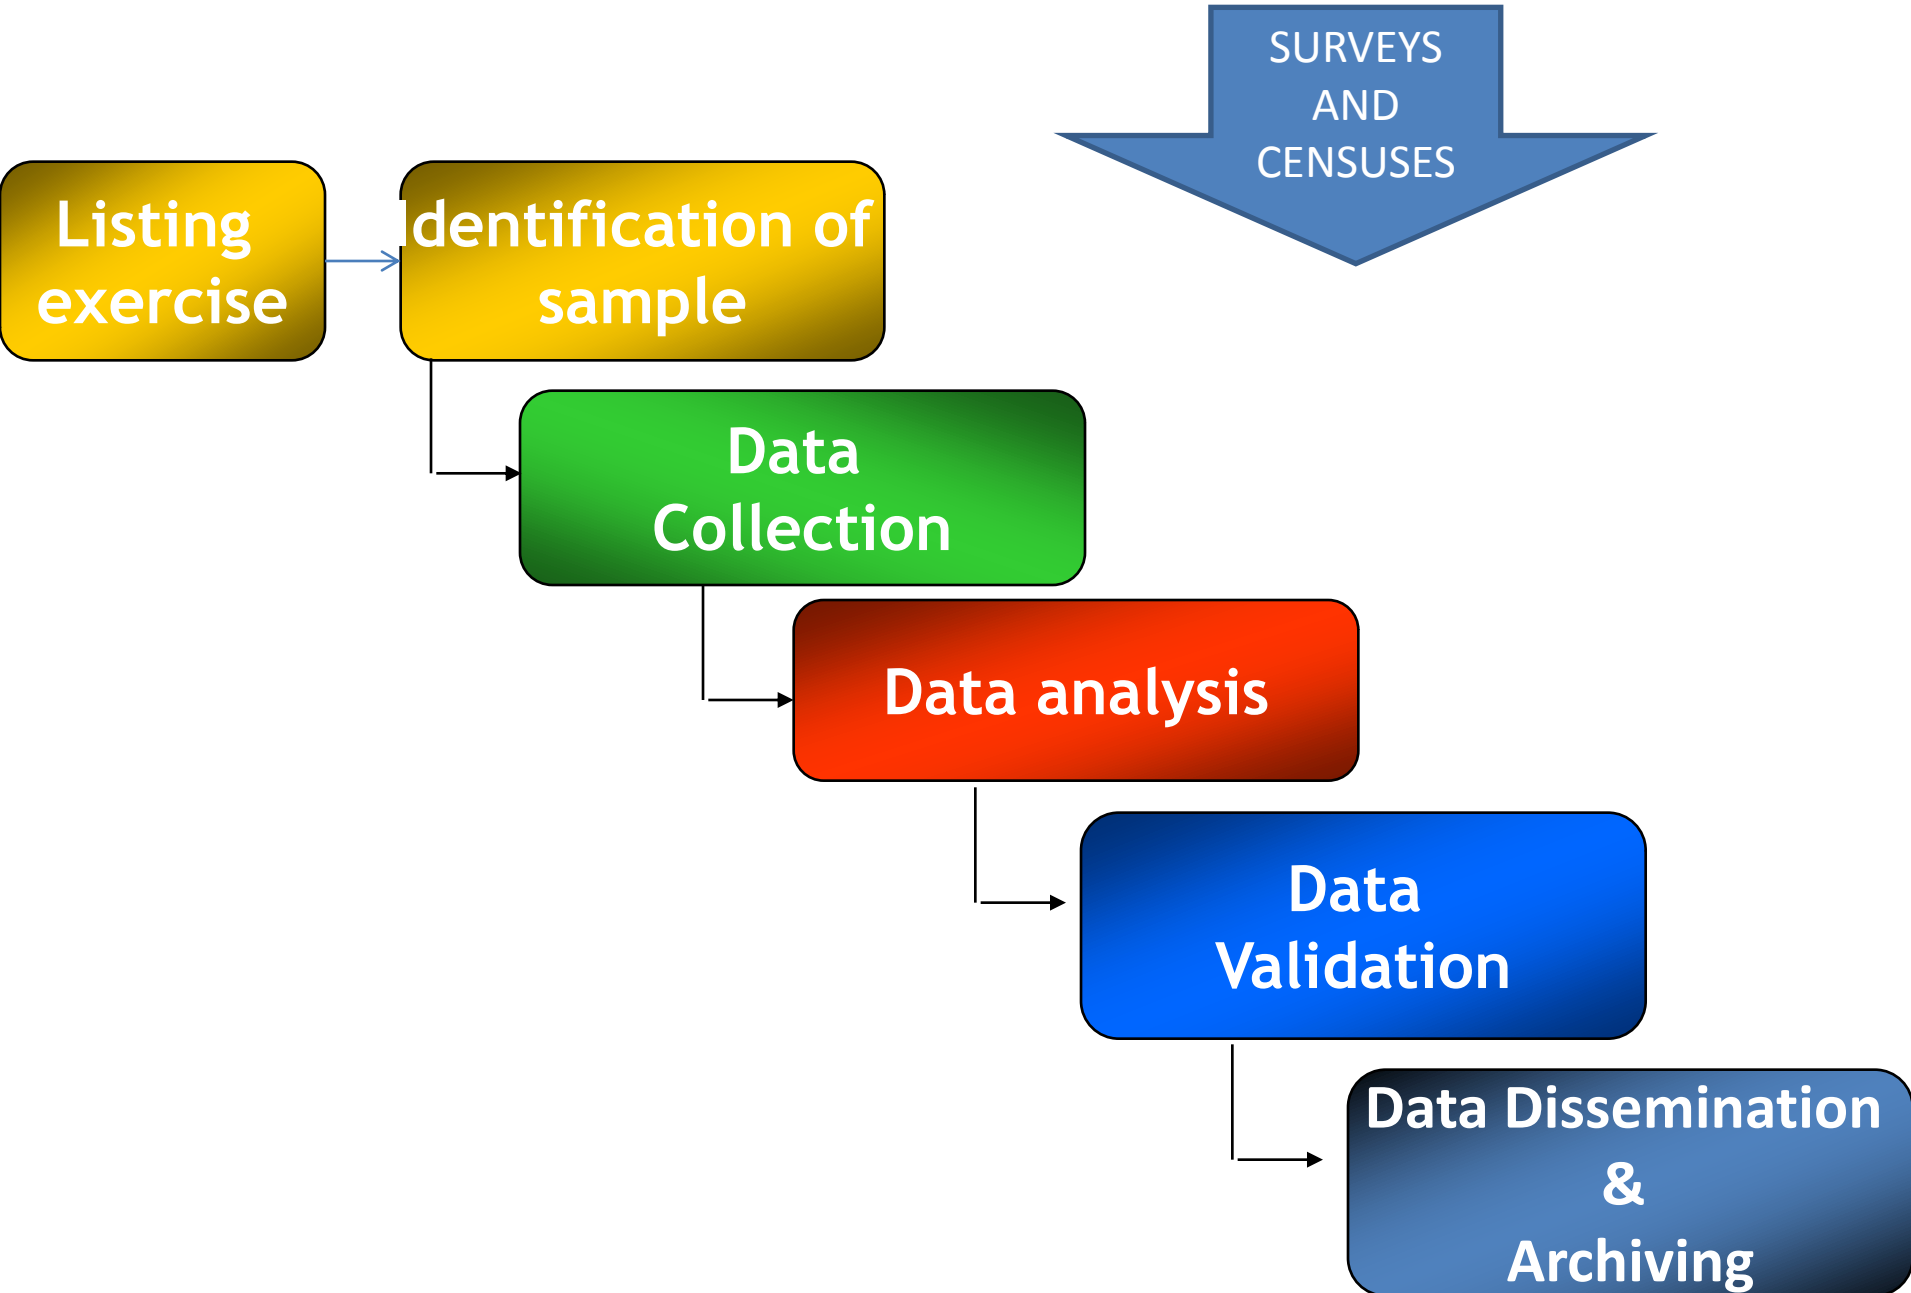 SURVEYS
AND
CENSUSES
Listing
exercise
Identification of
sample
Data
Collection
Data analysis
Data
Validation
Data Dissemination
&
Archiving